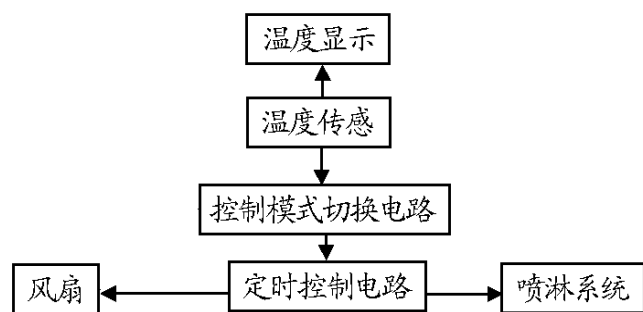 温度显示
温度传感
控制模式切换电路
风扇
定时控制电路
喷淋系统